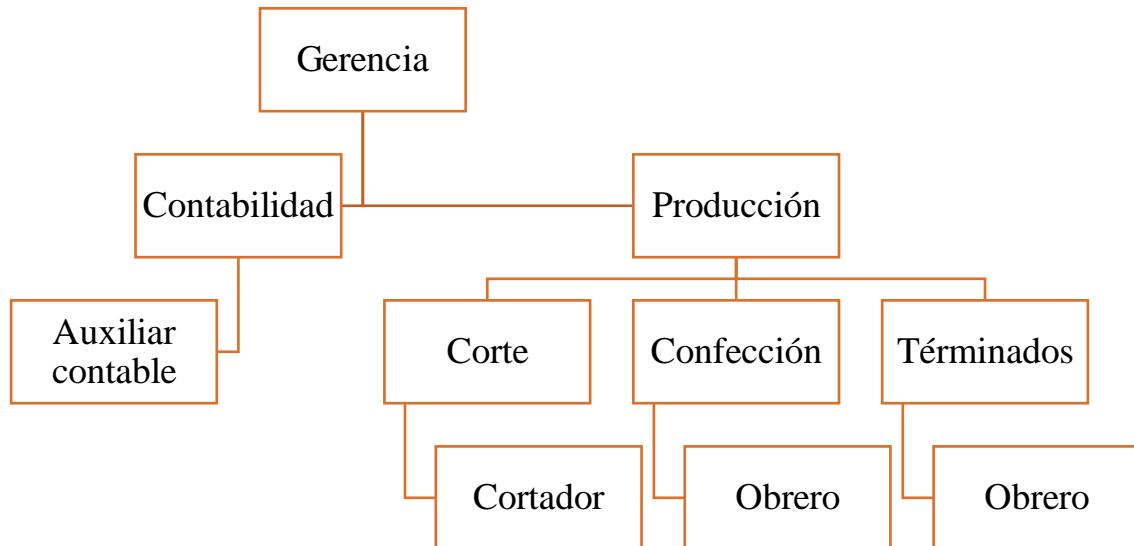 Gerencia
Contabilidad
Producción
Auxiliar
contable
Corte
Confección
Términados
Cortador
Obrero
Obrero